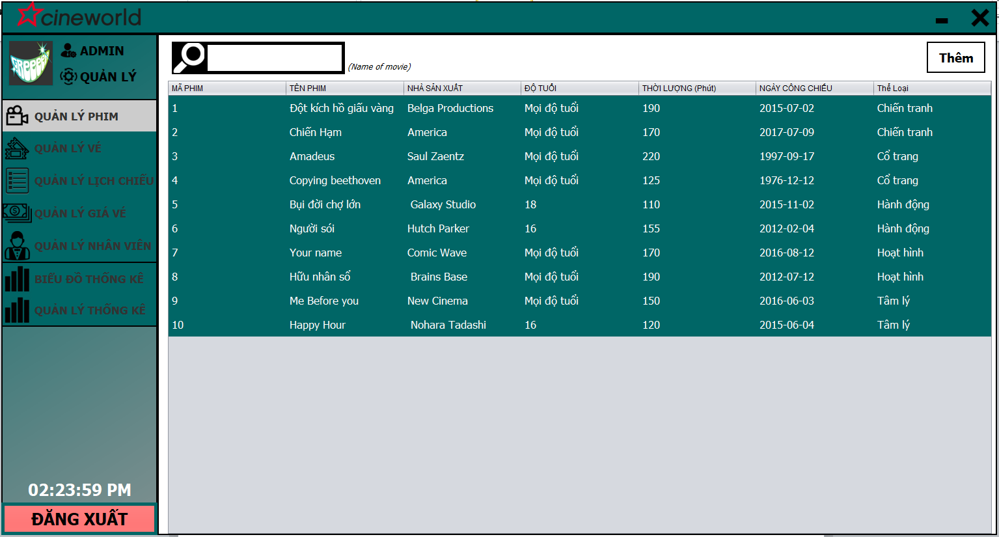 cineworld
ADMIN
QUẢN LÝ
QUẢN LÝ PHIM
QUẢN LÝ VÉ
QUẢN LÝ LỊCH CHIẾU
QUẢN LÝ GIÁ VÉ
QUẢN LÝ NHÂN VIÊN
BIỂU ĐỒ THỐNG KÊ
QUẢN LÝ THỐNG KÊ
02:23:59 PM
ĐĂNG XUẤT
(Name of movie)
Thêm
MÃ PHIM TÊN PHIM NHÀ SẢN XUẤT ĐỘ TUỔI THỜI LƯỢNG (Phút) NGÀY CÔNG CHIẾU Thể Loại
1 Đột kích hồ giấu vàng Belga Productions Mọi độ tuổi 190 2015-07-02 Chiến tranh
2 Chiến Hạm America Mọi độ tuổi 170 2017-07-09 Chiến tranh
3 Amadeus Saul Zaentz Mọi độ tuổi 220 1997-09-17 Cổ trang
4 Copying beethoven America Mọi độ tuổi 125 1976-12-12 Cổ trang
5 Bụi đời chợ lớn Galaxy Studio 18 110 2015-11-02 Hành động
6 Người sói Hutch Parker 16 155 2012-02-04 Hành động
7 Your name Comic Wave Mọi độ tuổi 170 2016-08-12 Hoạt hình
8 Hữu nhân sổ Brains Base Mọi độ tuổi 190 2012-07-12 Hoạt hình
9 Me Before you New Cinema Mọi độ tuổi 150 2016-06-03 Tâm lý
10 Happy Hour Nohara Tadashi 16 120 2015-06-04 Tâm lý